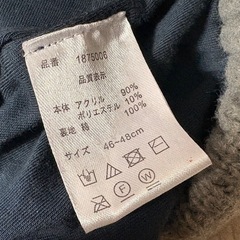 品番 1875006
品質表示
本体 アクリル 90%
ポリエステル 10%
裏地 綿 100%
サイズ 46-48cm
F W